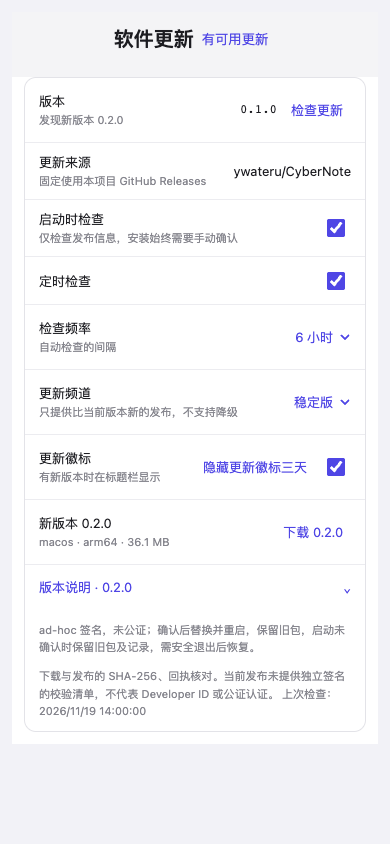 软件更新 有可用更新
版本
发现新版本 0.2.0
0.1.0 检查更新
更新来源
固定使用本项目 GitHub Releases
ywateru/CyberNote
启动时检查
仅检查发布信息，安装始终需要手动确认
定时检查
检查频率
自动检查的间隔
6 小时
更新频道
只提供比当前版本新的发布，不支持降级
稳定版
更新徽标
有新版本时在标题栏显示
隐藏更新徽标三天
新版本 0.2.0
macos · arm64 · 36.1 MB
下载 0.2.0
版本说明 · 0.2.0
ad-hoc 签名，未公证；确认后替换并重启，保留旧包，启动未
确认时保留旧包及记录，需安全退出后恢复。
下载与发布的 SHA-256、回执核对。当前发布未提供独立签名
的校验清单，不代表 Developer ID 或公证认证。 上次检查：
2026/11/19 14:00:00